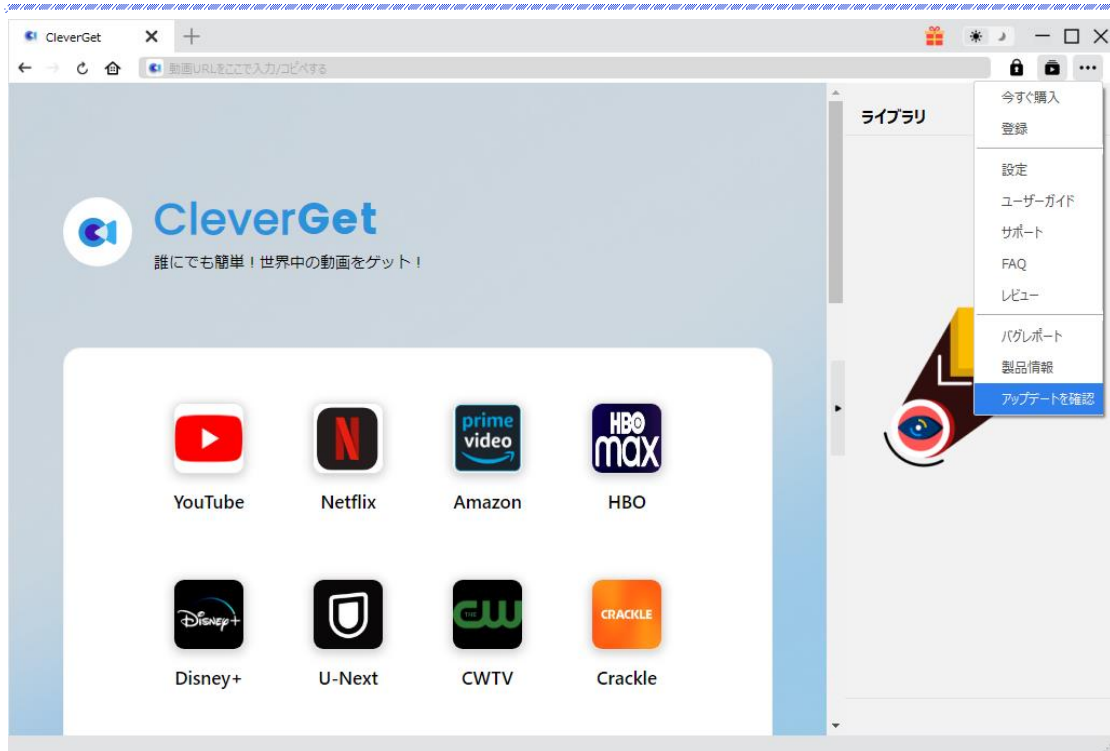 CleverGet
動画URLをここで入力/コピペする
今すぐ購入
登録
設定
ユーザーガイド
サポート
FAQ
レビュー
バグレポート
製品情報
アップデートを確認
ライブラリ
CleverGet
誰にでも簡単！世界中の動画をゲット！
prime video
HBO max
YouTube Netflix Amazon HBO
Disney+
THE CW
CRACKLE
Disney+ U-Next CWTV Crackle